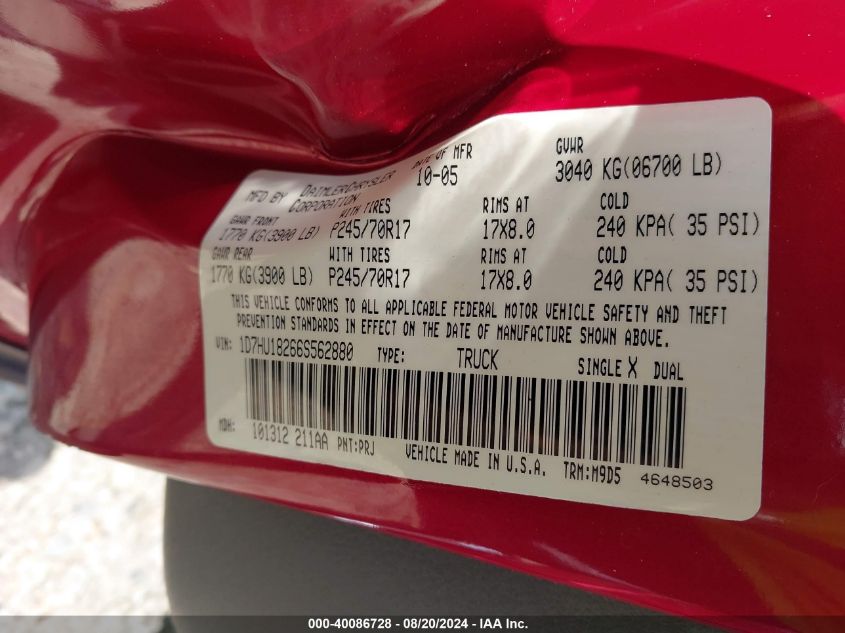 MFD BY DAIMLERCHRYSLER CORPORATION DATE OF MFR 10-05 GVWR 3040 KG(06700 LB)
GAWR FRONT WITH TIRES RIMS AT COLD
1770 KG(3900 LB) P245/70R17 17X8.0 240 KPA( 35 PSI)
GAWR REAR WITH TIRES RIMS AT COLD
1770 KG(3900 LB) P245/70R17 17X8.0 240 KPA( 35 PSI)
THIS VEHICLE CONFORMS TO ALL APPLICABLE FEDERAL MOTOR VEHICLE SAFETY AND THEFT
PREVENTION STANDARDS IN EFFECT ON THE DATE OF MANUFACTURE SHOWN ABOVE.
VIN: 1D7HU18266S562880 TYPE: TRUCK SINGLE X DUAL
MDH: 101312 211AA PNT:PRJ VEHICLE MADE IN U.S.A. TRM:M9D5 4648503
000-40086728 - 08/20/2024 - IAA Inc.